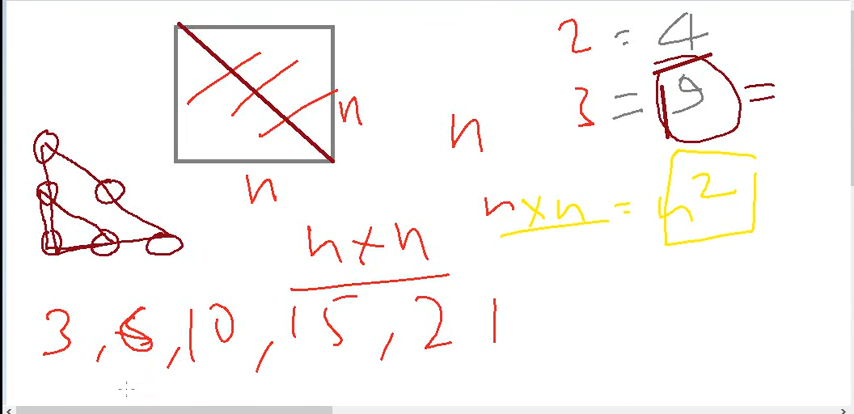 2 = 4
3 = 9 =
n
n
n
n × n = n²
n × n
3, 6, 10, 15, 21